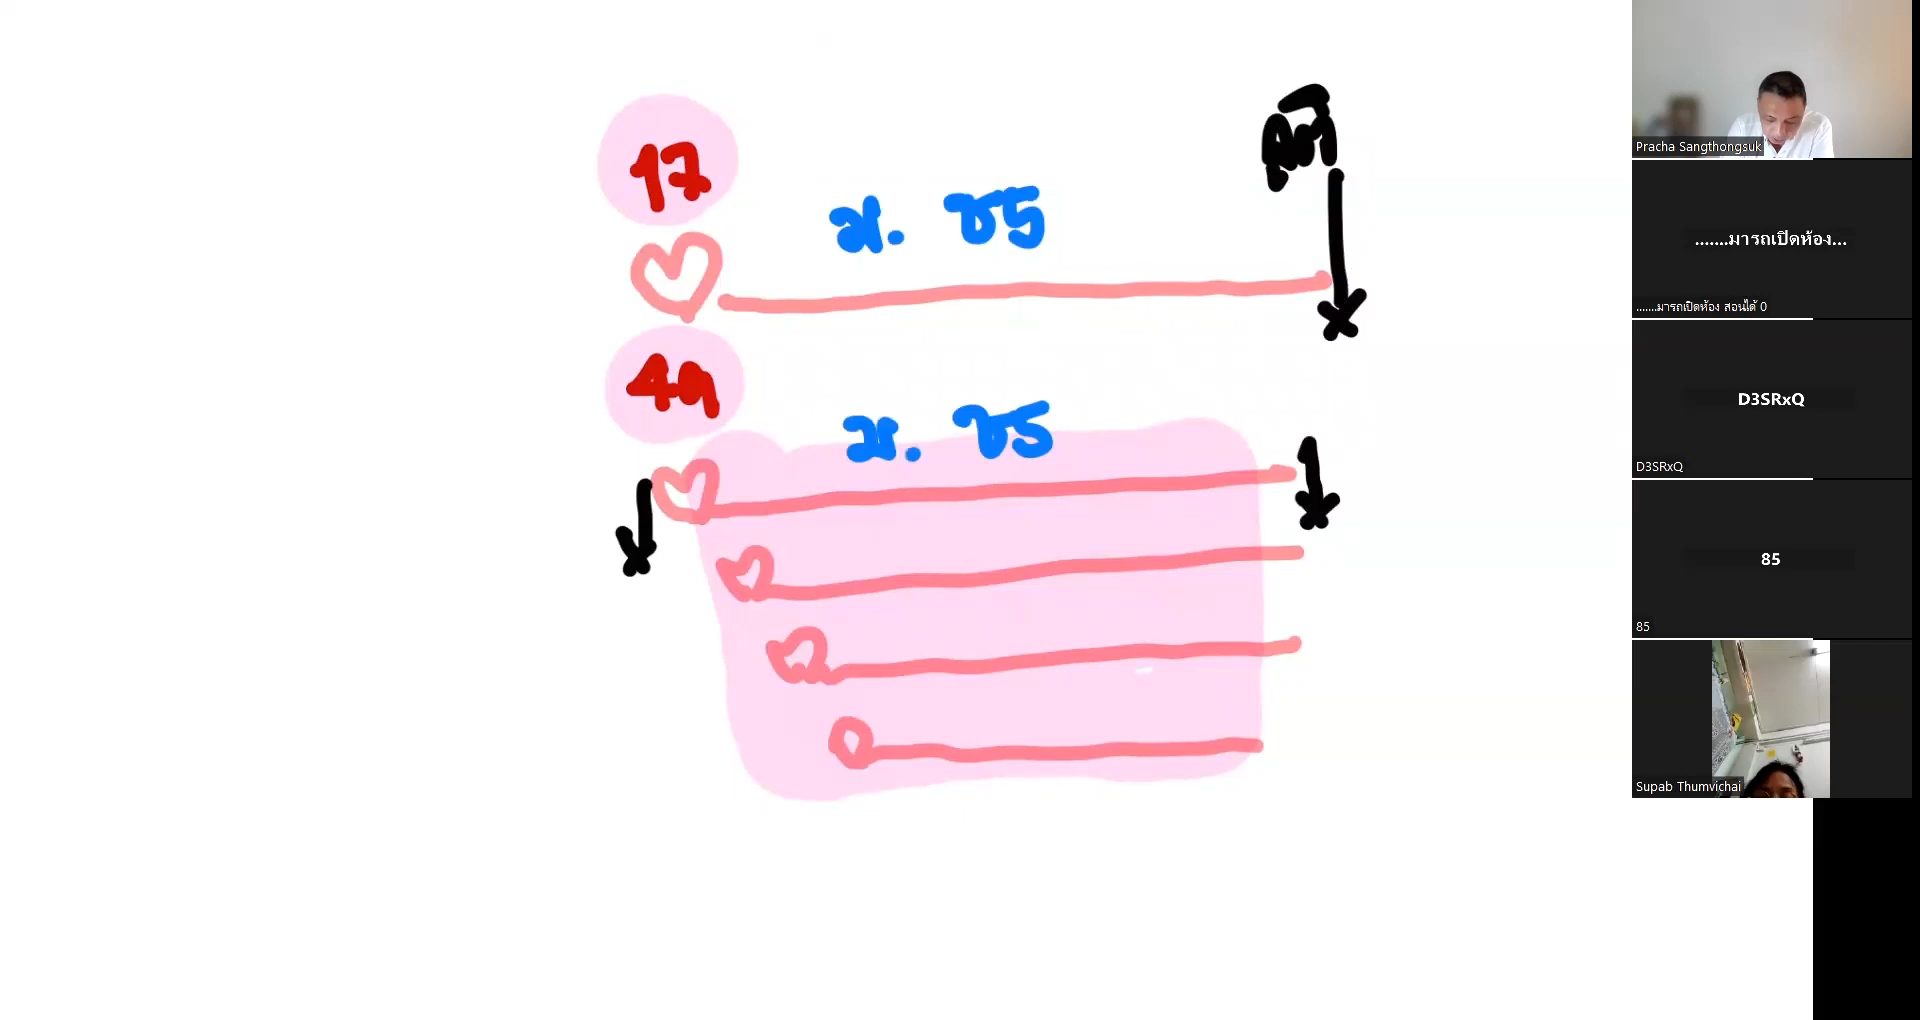 17
ม. ชร
49
ม. ชร
Pracha Sangthongsuk
.......มารถเปิดห้อง...
.......มารถเปิดห้อง สอนได้ 0
D3SRxQ
D3SRxQ
85
85
Supab Thumvichai